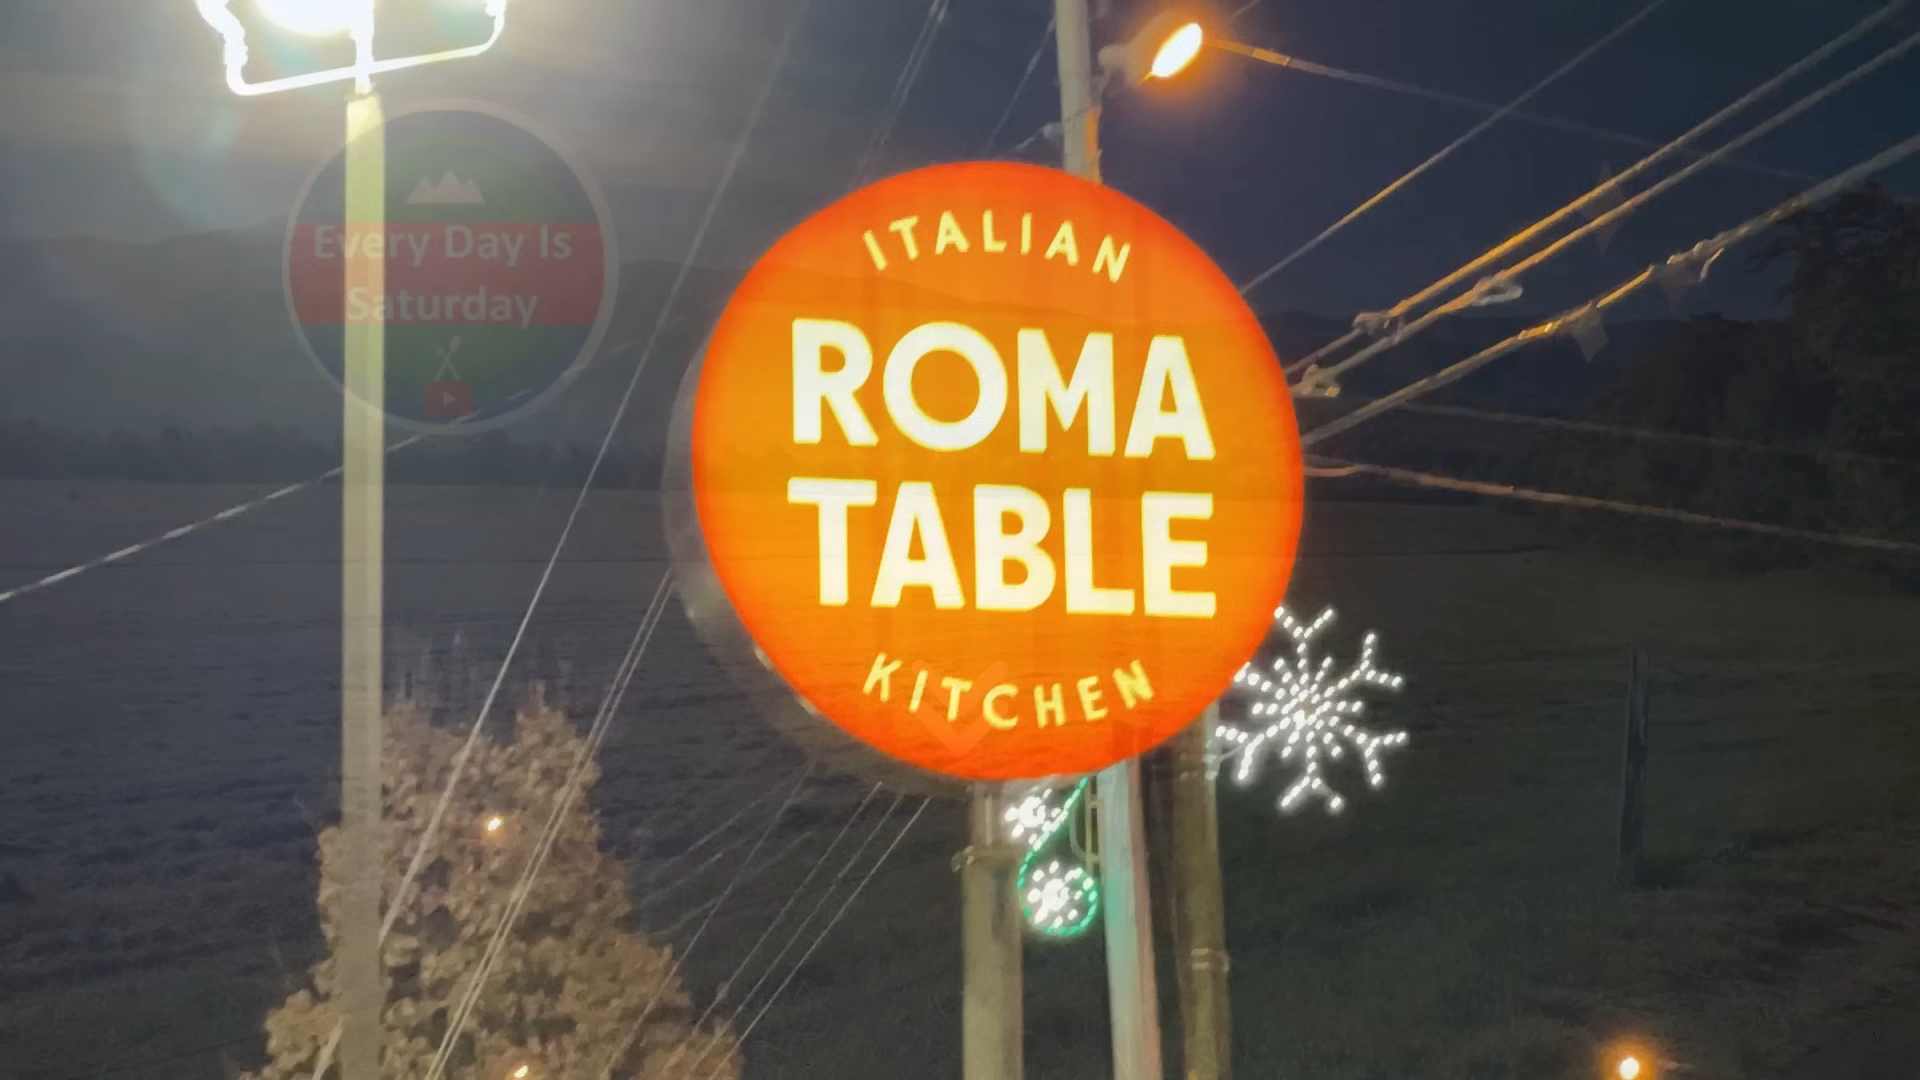 Every Day Is
Saturday
ITALIAN
ROMA
TABLE
KITCHEN